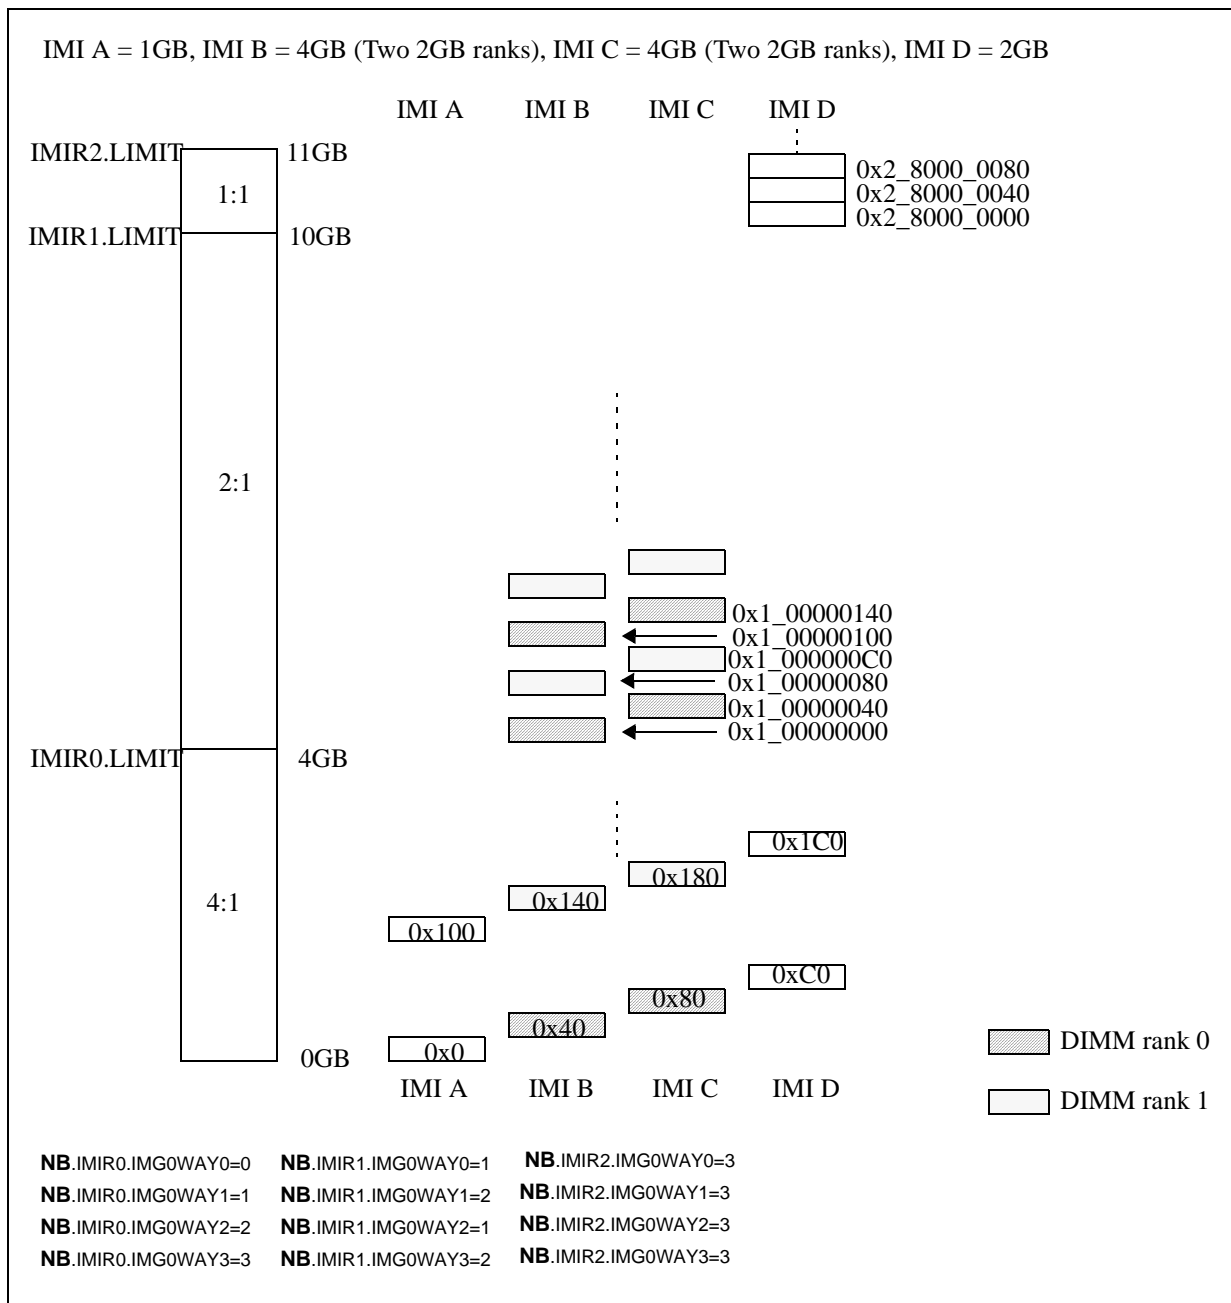 IMI A = 1GB, IMI B = 4GB (Two 2GB ranks), IMI C = 4GB (Two 2GB ranks), IMI D = 2GB
IMI A IMI B IMI C IMI D
IMIR2.LIMIT 11GB
1:1
0x2_8000_0080
0x2_8000_0040
0x2_8000_0000
IMIR1.LIMIT 10GB
2:1
0x1_00000140
0x1_00000100
0x1_000000C0
0x1_00000080
0x1_00000040
0x1_00000000
IMIR0.LIMIT 4GB
0x1C0
0x180
4:1
0x140
0x100
0xC0
0x80
0x40
0x0
0GB
DIMM rank 0
IMI A IMI B IMI C IMI D
DIMM rank 1
NB.IMIR0.IMG0WAY0=0 NB.IMIR1.IMG0WAY0=1 NB.IMIR2.IMG0WAY0=3
NB.IMIR0.IMG0WAY1=1 NB.IMIR1.IMG0WAY1=2 NB.IMIR2.IMG0WAY1=3
NB.IMIR0.IMG0WAY2=2 NB.IMIR1.IMG0WAY2=1 NB.IMIR2.IMG0WAY2=3
NB.IMIR0.IMG0WAY3=3 NB.IMIR1.IMG0WAY3=2 NB.IMIR2.IMG0WAY3=3